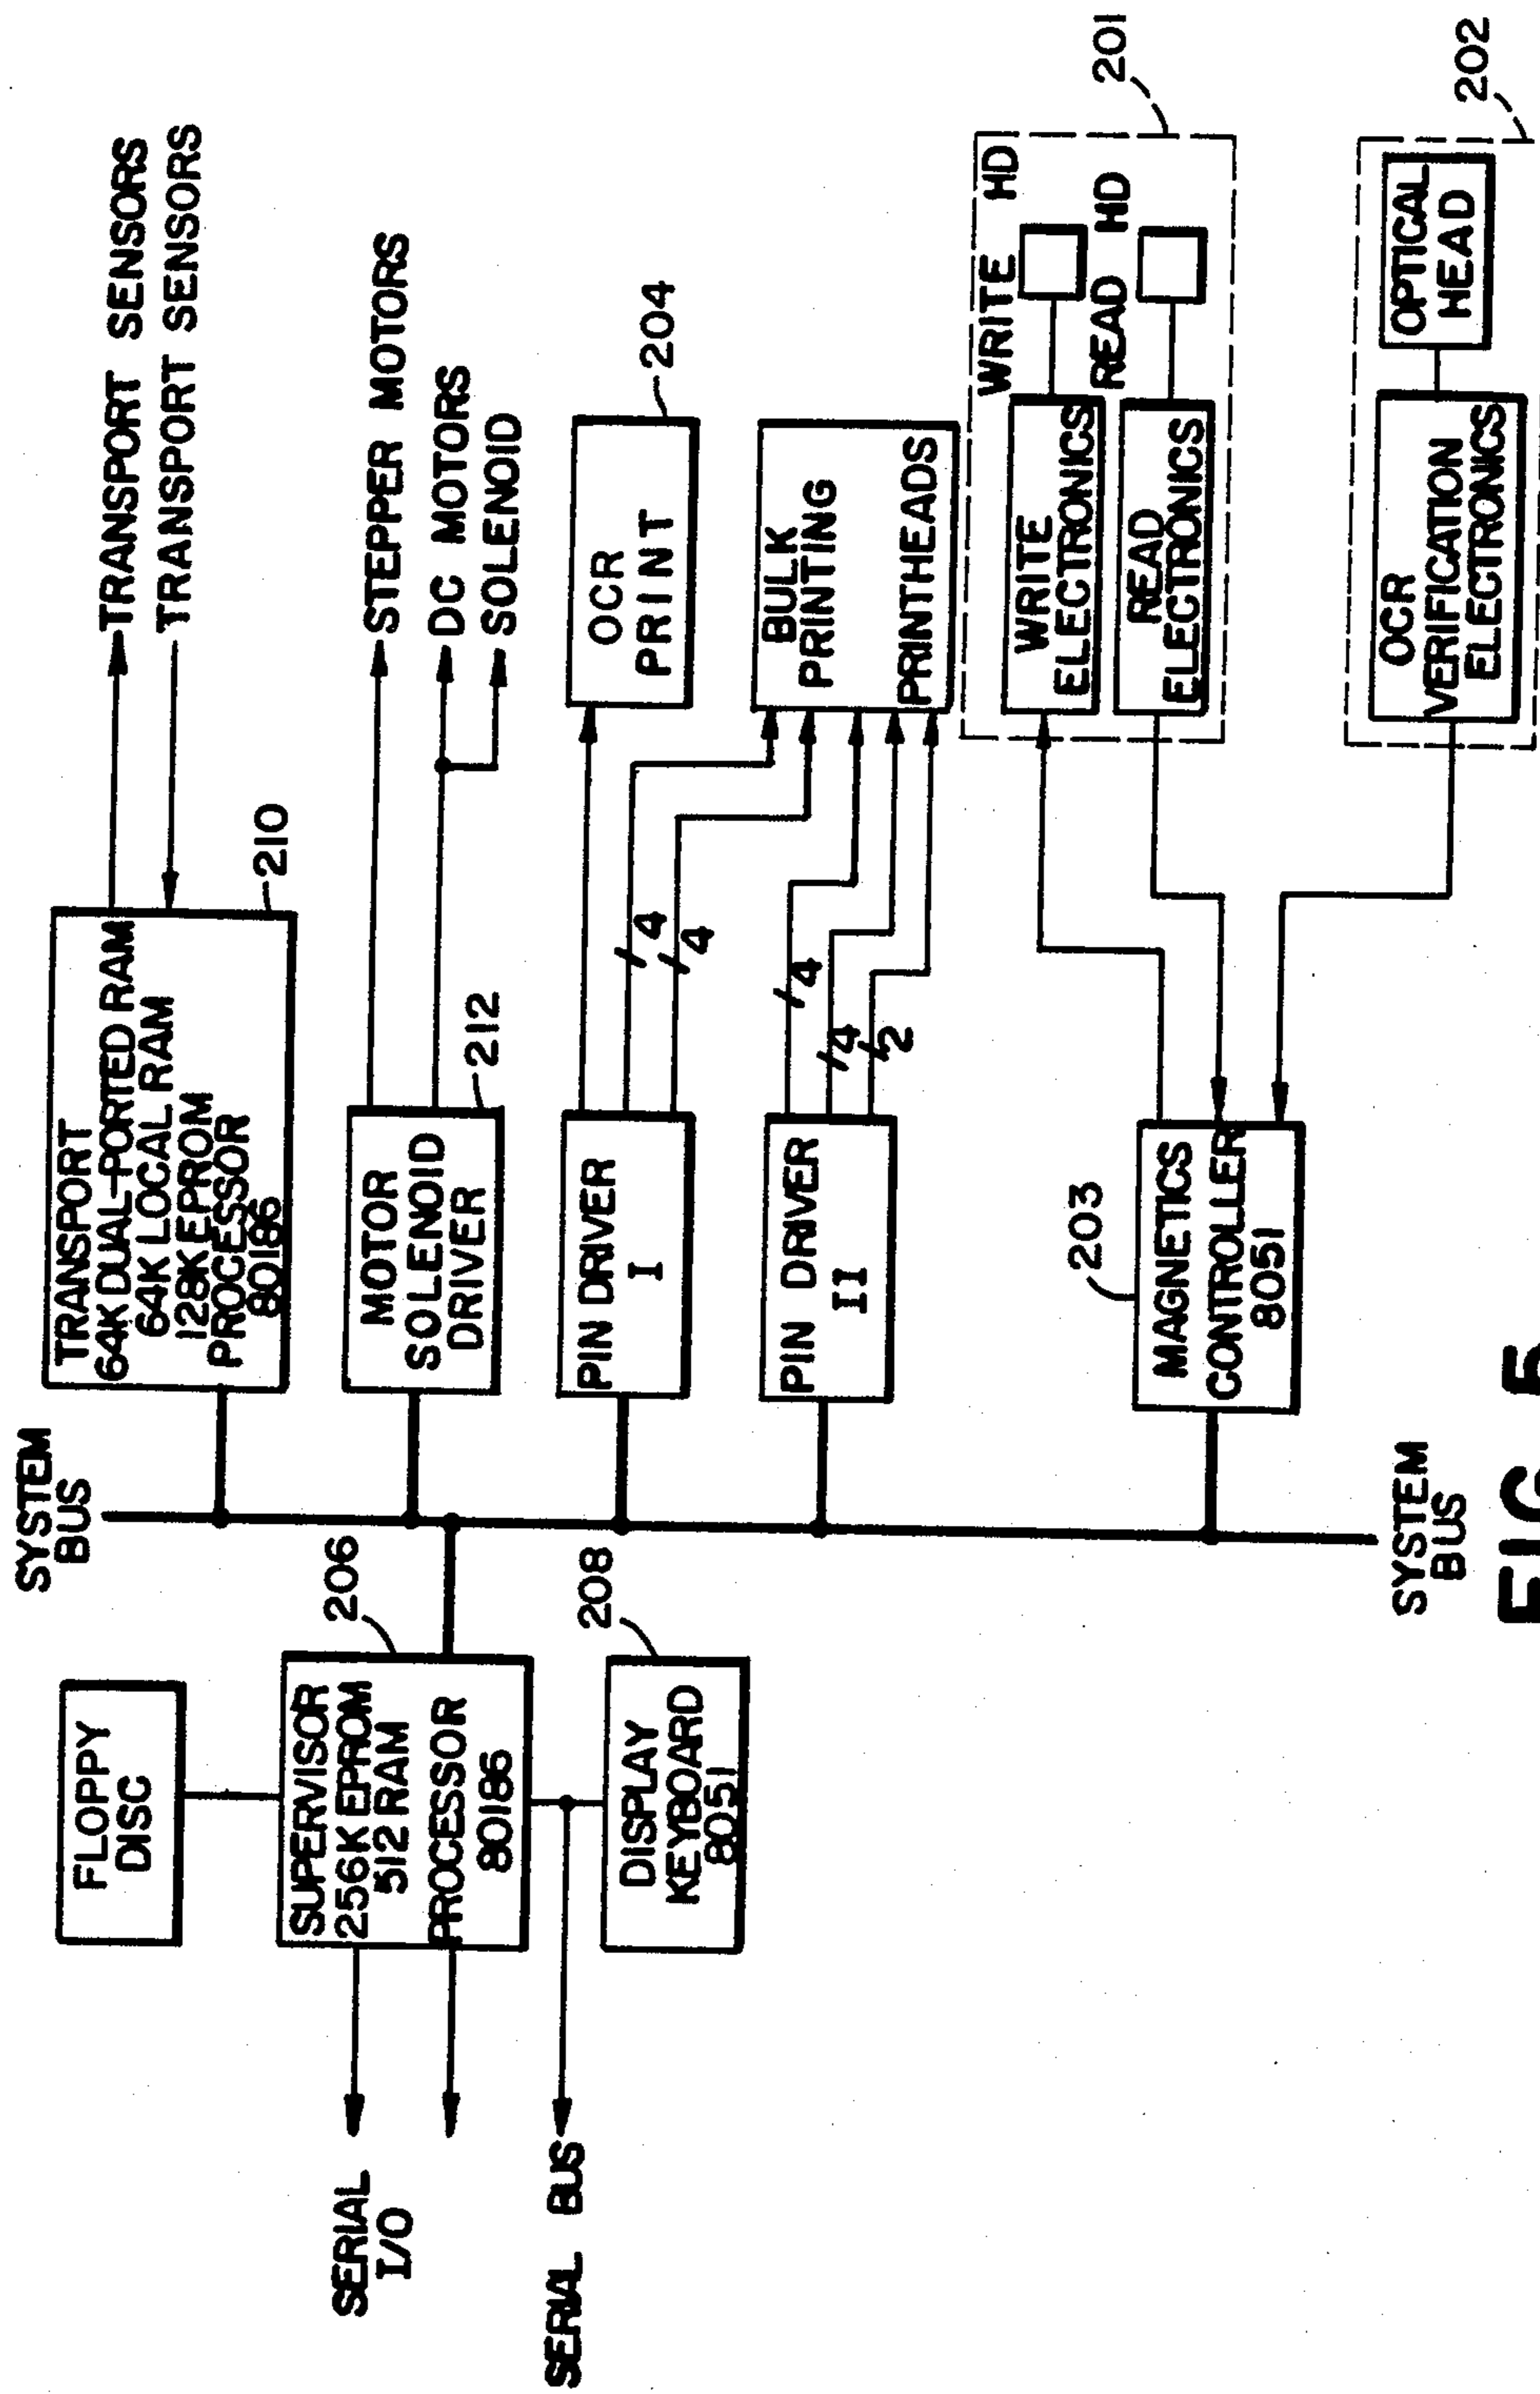 SYSTEM
BUS
FLOPPY
DISC
SUPERVISOR
256K EPROM
512 RAM
PROCESSOR
80186
206
SERIAL
I/O
SERIAL BUS
DISPLAY
KEYBOARD
8051
208
TRANSPORT
64K DUAL-PORTED RAM
64K LOCAL RAM
128K EPROM
PROCESSOR
80186
210
TRANSPORT SENSORS
TRANSPORT SENSORS
MOTOR
SOLENOID
DRIVER
212
STEPPER MOTORS
DC MOTORS
SOLENOID
PIN DRIVER
I
4
4
OCR
PRINT
204
PIN DRIVER
II
4
4
2
BULK
PRINTING
PRINTHEADS
MAGNETICS
CONTROLLER
8051
203
WRITE HD
WRITE
ELECTRONICS
READ HD
READ
ELECTRONICS
201
OCR
VERIFICATION
ELECTRONICS
OPTICAL
HEAD
202
SYSTEM
BUS
FIG. 5